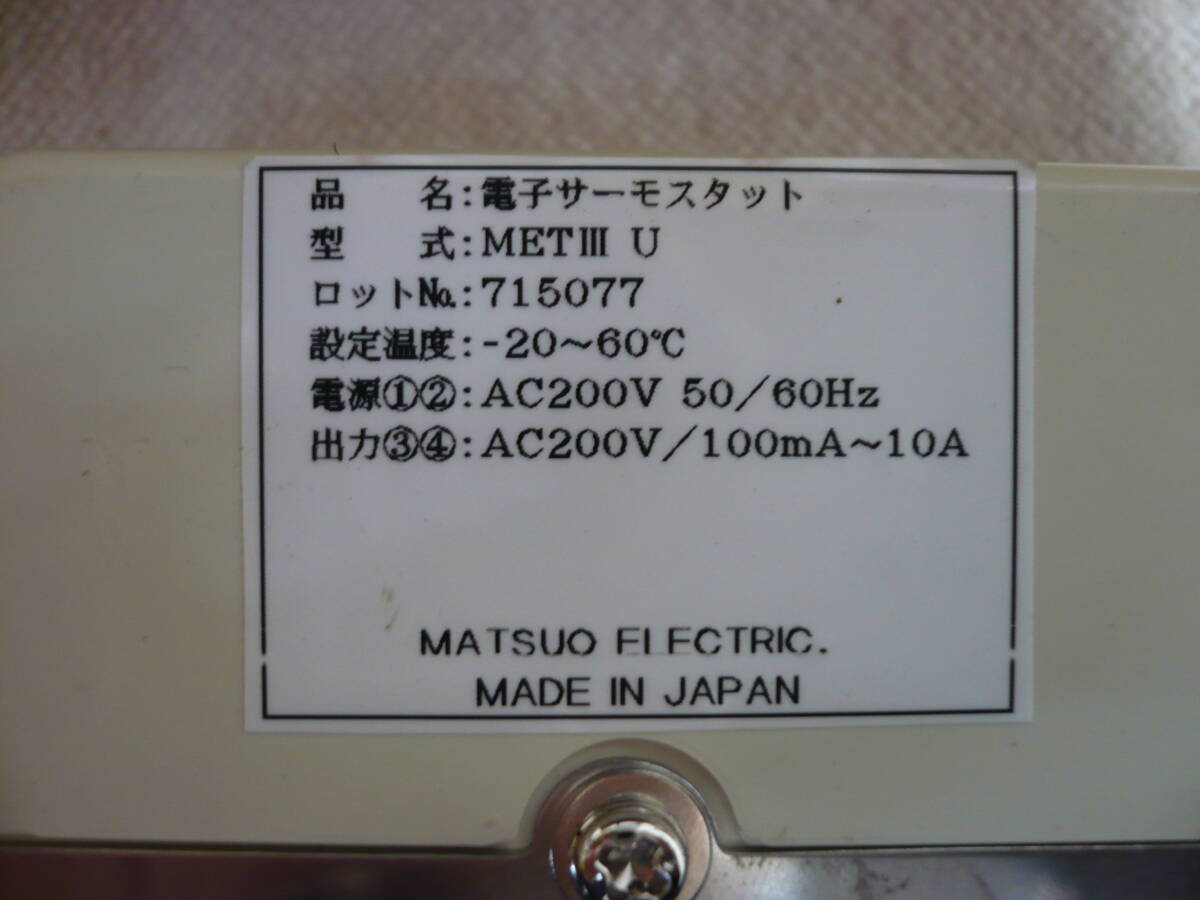 品　　名:電子サーモスタット
型　　式:METⅢ U
ロット№.:715077
設定温度:-20～60℃
電源①②:AC200V 50／60Hz
出力③④:AC200V／100mA～10A
MATSUO ELECTRIC.
MADE IN JAPAN